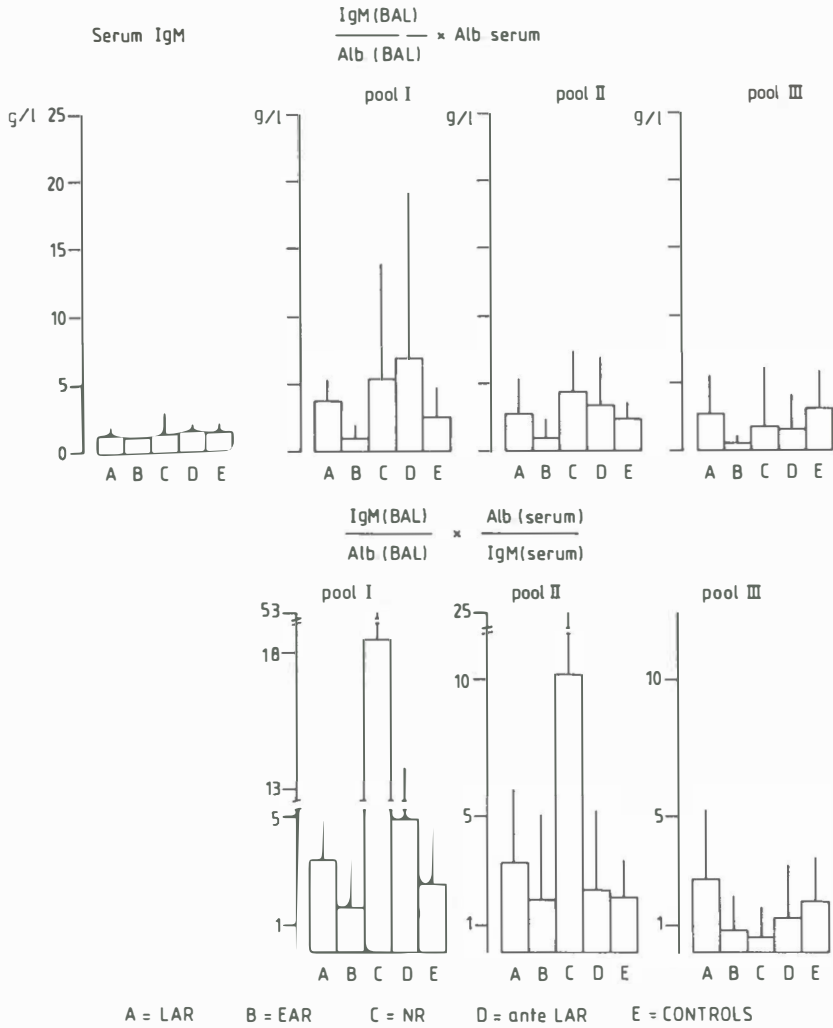 Serum IgM
IgM(BAL)
Alb (BAL)
× Alb serum
pool I
pool II
pool III
g/l 25
20
15
10
5
0
g/l
g/l
g/l
A B C D E
A B C D E
A B C D E
A B C D E
IgM(BAL)
Alb (BAL)
×
Alb (serum)
IgM(serum)
pool I
pool II
pool III
53
18
13
5
1
25
10
5
1
10
5
1
A B C D E
A B C D E
A B C D E
A = LAR B = EAR C = NR D = ante LAR E = CONTROLS